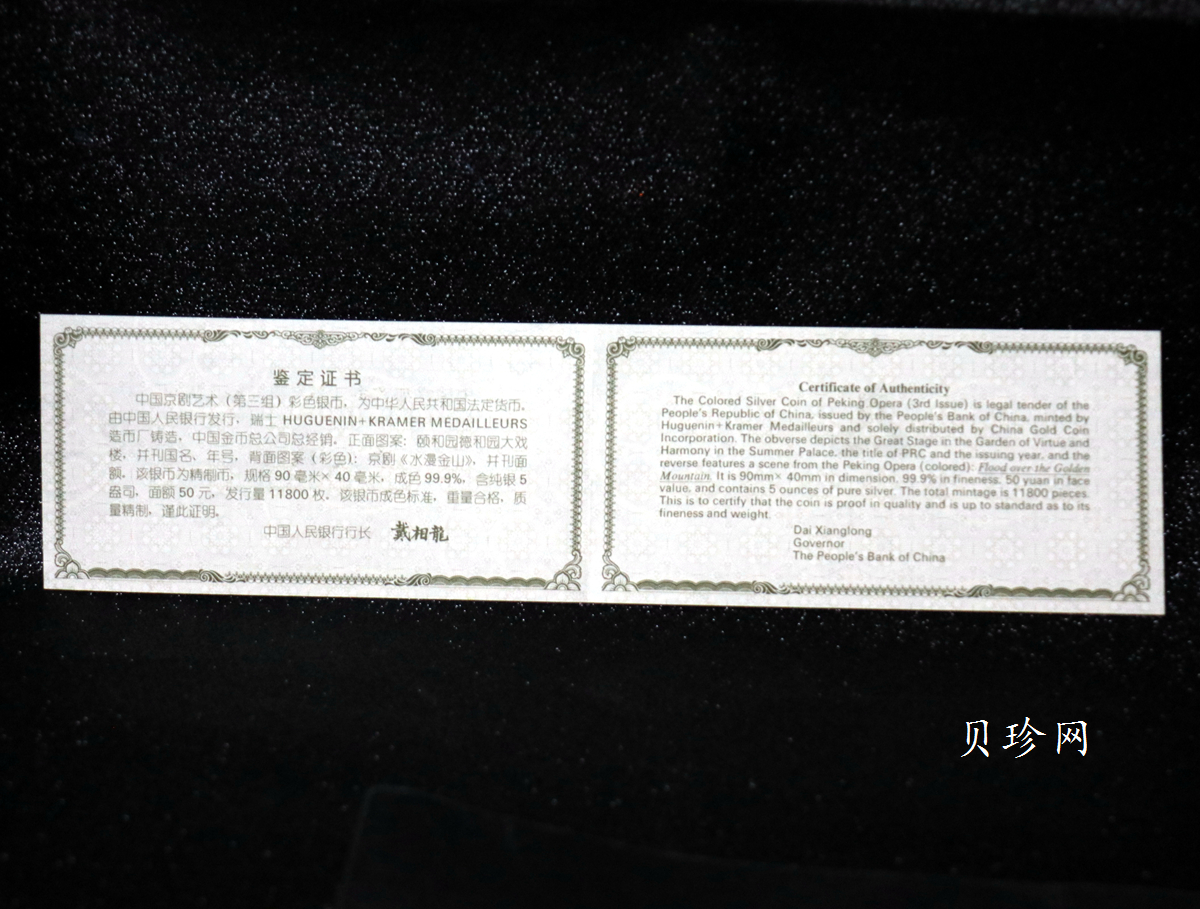 鉴定证书
中国京剧艺术（第三组）彩色银币，为中华人民共和国法定货币，
由中国人民银行发行，瑞士 HUGUENIN+KRAMER MEDAILLEURS
造币厂铸造，中国金币总公司总经销。正面图案：颐和园德和园大戏
楼，并刊国名、年号，背面图案（彩色）：京剧《水漫金山》，并刊面
额，该银币为精制币，规格 90 毫米× 40 毫米，成色 99.9%，含纯银 5
盎司，面额 50 元，发行量 11800 枚，该银币成色标准，重量合格，质
量精制，谨此证明。
中国人民银行行长 戴相龍
Certificate of Authenticity
The Colored Silver Coin of Peking Opera (3rd Issue) is legal tender of the
People's Republic of China, issued by the People's Bank of China, minted by
Huguenin+Kramer Medailleurs and solely distributed by China Gold Coin
Incorporation. The obverse depicts the Great Stage in the Garden of Virtue and
Harmony in the Summer Palace, the title of PRC and the issuing year, and the
reverse features a scene from the Peking Opera (colored): Flood over the Golden
Mountain. It is 90mm× 40mm in dimension, 99.9% in fineness, 50 yuan in face
value, and contains 5 ounces of pure silver. The total mintage is 11800 pieces.
This is to certify that the coin is proof in quality and is up to standard as to its
fineness and weight.
Dai Xianglong
Governor
The People's Bank of China
贝珍网